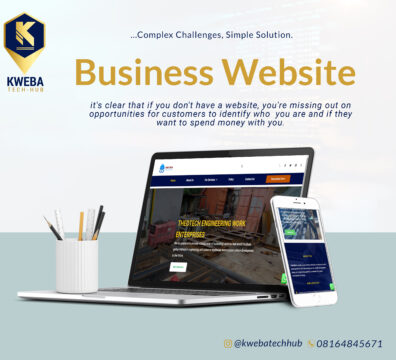 ...Complex Challenges, Simple Solution.
K
KWEBA
TECH-HUB
Business Website
it's clear that if you don't have a website, you're missing out on
opportunities for customers to identify who you are and if they
want to spend money with you.
THEDTECH ENGINEERING WORK
ENTERPRISES
@kwebatechhub 08164845671